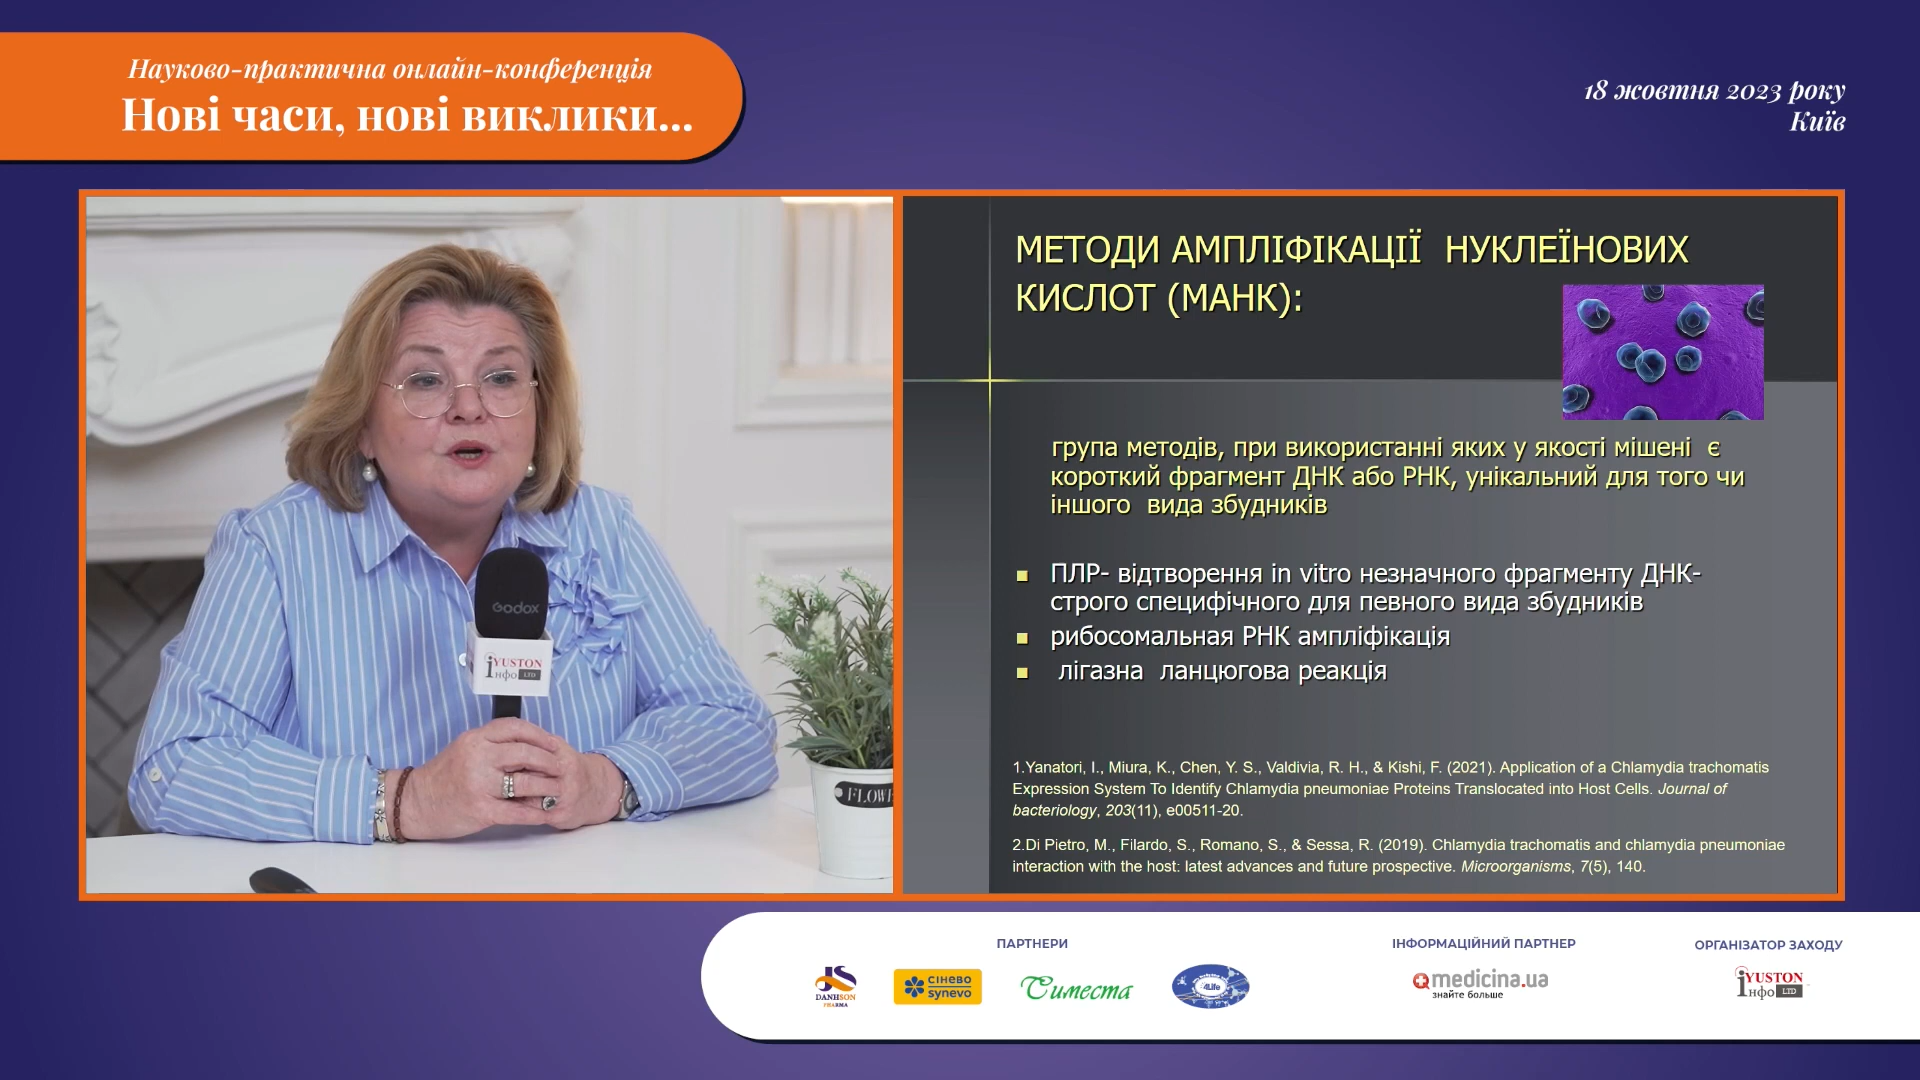 Науково-практична онлайн-конференція
Нові часи, нові виклики...
18 жовтня 2023 року
Київ
МЕТОДИ АМПЛІФІКАЦІЇ НУКЛЕЇНОВИХ
КИСЛОТ (МАНК):
група методів, при використанні яких у якості мішені є
короткий фрагмент ДНК або РНК, унікальний для того чи
іншого вида збудників
ПЛР- відтворення in vitro незначного фрагменту ДНК-
строго специфічного для певного вида збудників
рибосомальная РНК ампліфікація
лігазна ланцюгова реакція
1.Yanatori, I., Miura, K., Chen, Y. S., Valdivia, R. H., & Kishi, F. (2021). Application of a Chlamydia trachomatis
Expression System To Identify Chlamydia pneumoniae Proteins Translocated into Host Cells. Journal of
bacteriology, 203(11), e00511-20.
2.Di Pietro, M., Filardo, S., Romano, S., & Sessa, R. (2019). Chlamydia trachomatis and chlamydia pneumoniae
interaction with the host: latest advances and future prospective. Microorganisms, 7(5), 140.
Godox
iYUSTON
інфо LTD
FLOW
ПАРТНЕРИ
DANHSON
PHARMA
сінево
synevo
Симеста
4Life
ІНФОРМАЦІЙНИЙ ПАРТНЕР
medicina.ua
знайте больше
ОРГАНІЗАТОР ЗАХОДУ
iYUSTON
інфо LTD